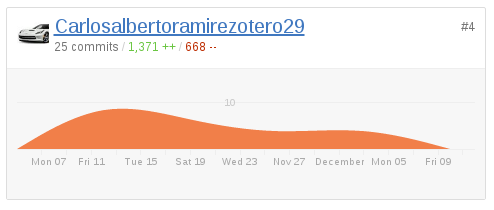 Carlosalbertoramirezotero29
#4
25 commits / 1,371 ++ / 668 --
10
Mon 07 Fri 11 Tue 15 Sat 19 Wed 23 Nov 27 December Mon 05 Fri 09